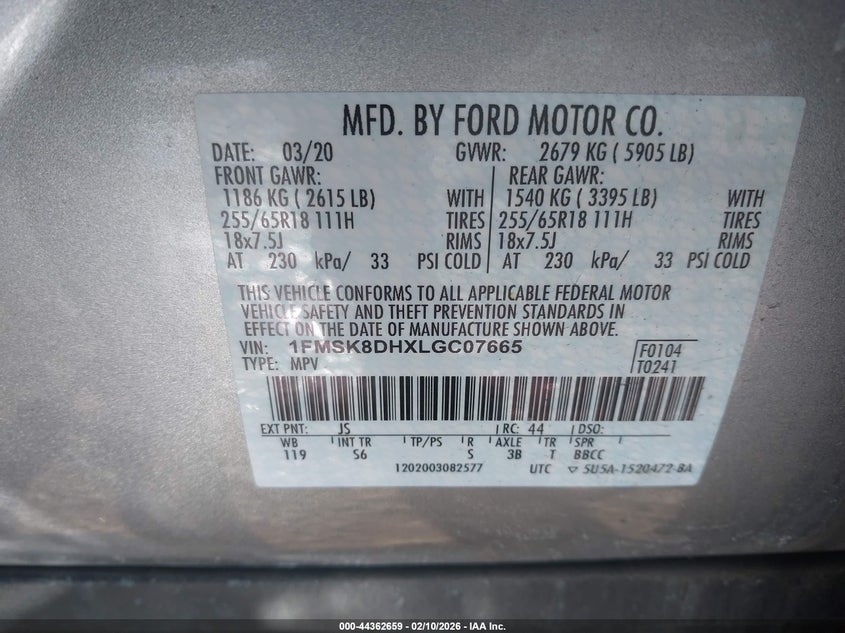 MFD. BY FORD MOTOR CO.
DATE: 03/20 GVWR: 2679 KG ( 5905 LB)
FRONT GAWR: REAR GAWR:
1186 KG ( 2615 LB) WITH 1540 KG ( 3395 LB) WITH
255/65R18 111H TIRES 255/65R18 111H TIRES
18x7.5J RIMS 18x7.5J RIMS
AT 230 kPa/ 33 PSI COLD AT 230 kPa/ 33 PSI COLD
THIS VEHICLE CONFORMS TO ALL APPLICABLE FEDERAL MOTOR
VEHICLE SAFETY AND THEFT PREVENTION STANDARDS IN
EFFECT ON THE DATE OF MANUFACTURE SHOWN ABOVE.
VIN: 1FMSK8DHXLGC07665 F0104
TYPE: MPV T0241
EXT PNT: JS RC: 44 DSO:
WB INT TR TP/PS R AXLE TR SPR
119 S6 S 3B T BBCC
1202003082577 UTC ▽ 5U5A-1520472-BA
000-44362659 - 02/10/2026 - IAA Inc.